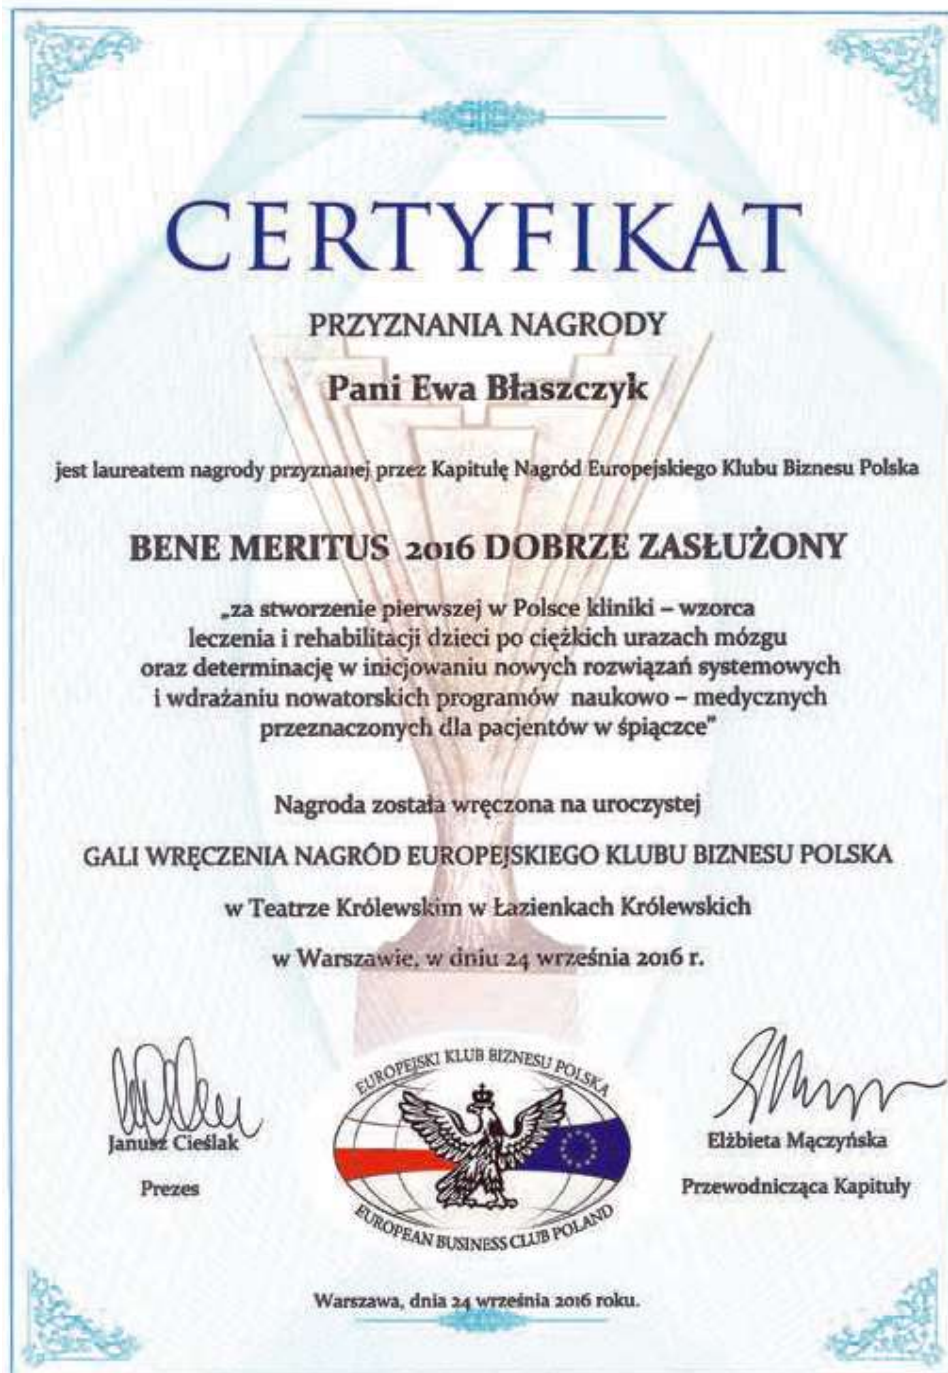 CERTYFIKAT
PRZYZNANIA NAGRODY
Pani Ewa Błaszczyk
jest laureatem nagrody przyznanej przez Kapitułę Nagród Europejskiego Klubu Biznesu Polska
BENE MERITUS 2016 DOBRZE ZASŁUŻONY
„za stworzenie pierwszej w Polsce kliniki – wzorca
leczenia i rehabilitacji dzieci po ciężkich urazach mózgu
oraz determinację w inicjowaniu nowych rozwiązań systemowych
i wdrażaniu nowatorskich programów naukowo – medycznych
przeznaczonych dla pacjentów w śpiączce”
Nagroda została wręczona na uroczystej
GALI WRĘCZENIA NAGRÓD EUROPEJSKIEGO KLUBU BIZNESU POLSKA
w Teatrze Królewskim w Łazienkach Królewskich
w Warszawie, w dniu 24 września 2016 r.
Janusz Cieślak
Prezes
EUROPEJSKI KLUB BIZNESU POLSKA
EUROPEAN BUSINESS CLUB POLAND
Elżbieta Mączyńska
Przewodnicząca Kapituły
Warszawa, dnia 24 września 2016 roku.